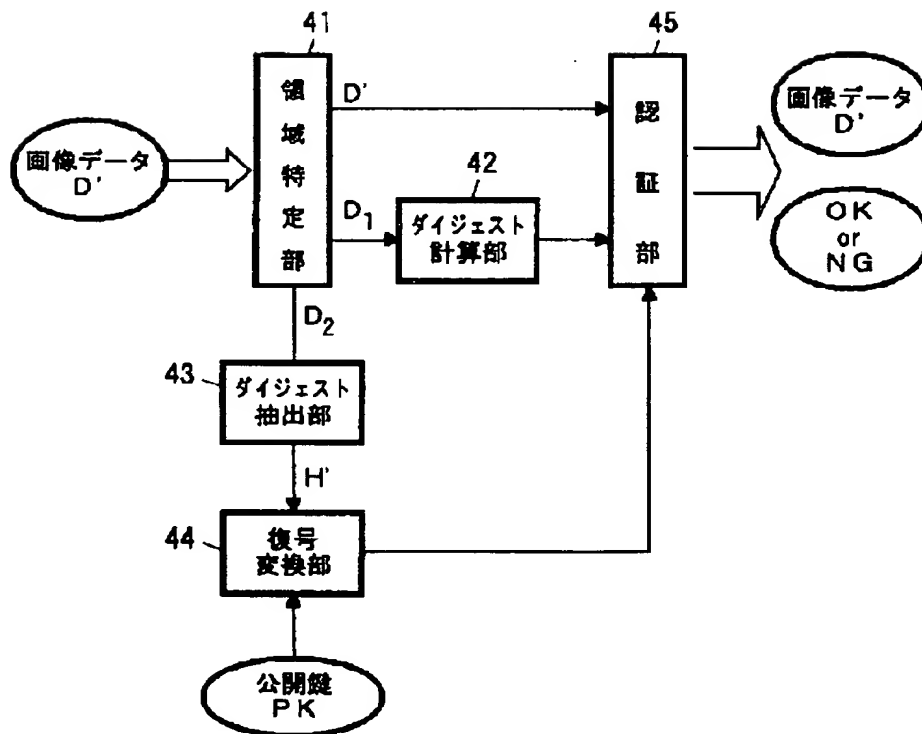 41
領域特定部
45
認証部
画像データ
D'
画像データ
D'
D'
D₁
42
ダイジェスト
計算部
OK
or
NG
D₂
43
ダイジェスト
抽出部
H'
44
復号
変換部
公開鍵
PK